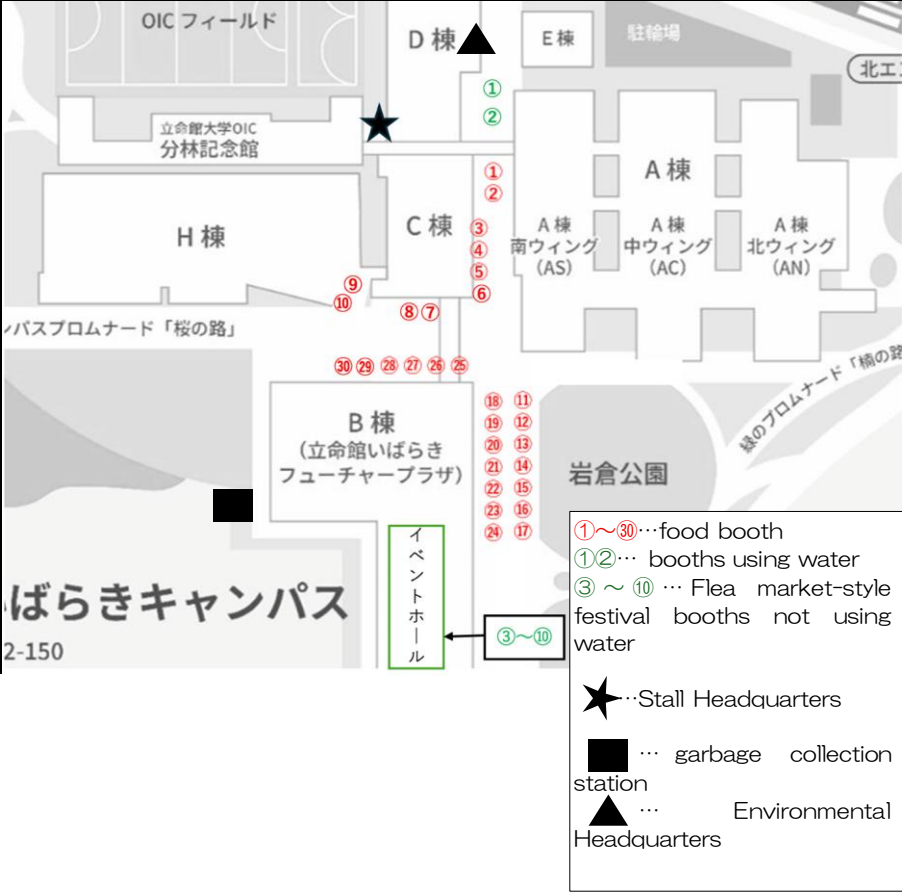 OIC フィールド
D 棟
E 棟
駐輪場
北エ
①
②
立命館大学OIC
分林記念館
①
②
A 棟
H 棟
C 棟
③
④
⑤
⑥
A 棟
南ウィング
(AS)
A 棟
中ウィング
(AC)
A 棟
北ウィング
(AN)
⑨
⑩
⑧⑦
ンパスプロムナード「桜の路」
㉚ ㉙ ㉘ ㉗ ㉖ ㉕
緑のプロムナード「楠の路
B 棟
(立命館いばらき
フューチャープラザ)
⑱ ⑪
⑲ ⑫
⑳ ⑬
㉑ ⑭
㉒ ⑮
㉓ ⑯
㉔ ⑰
岩倉公園
イベントホール
③～⑩
いばらきキャンパス
2-150
①～㉚…food booth
①②… booths using water
③ ～ ⑩ … Flea market-style
festival booths not using
water
…Stall Headquarters
… garbage collection
station
… Environmental
Headquarters